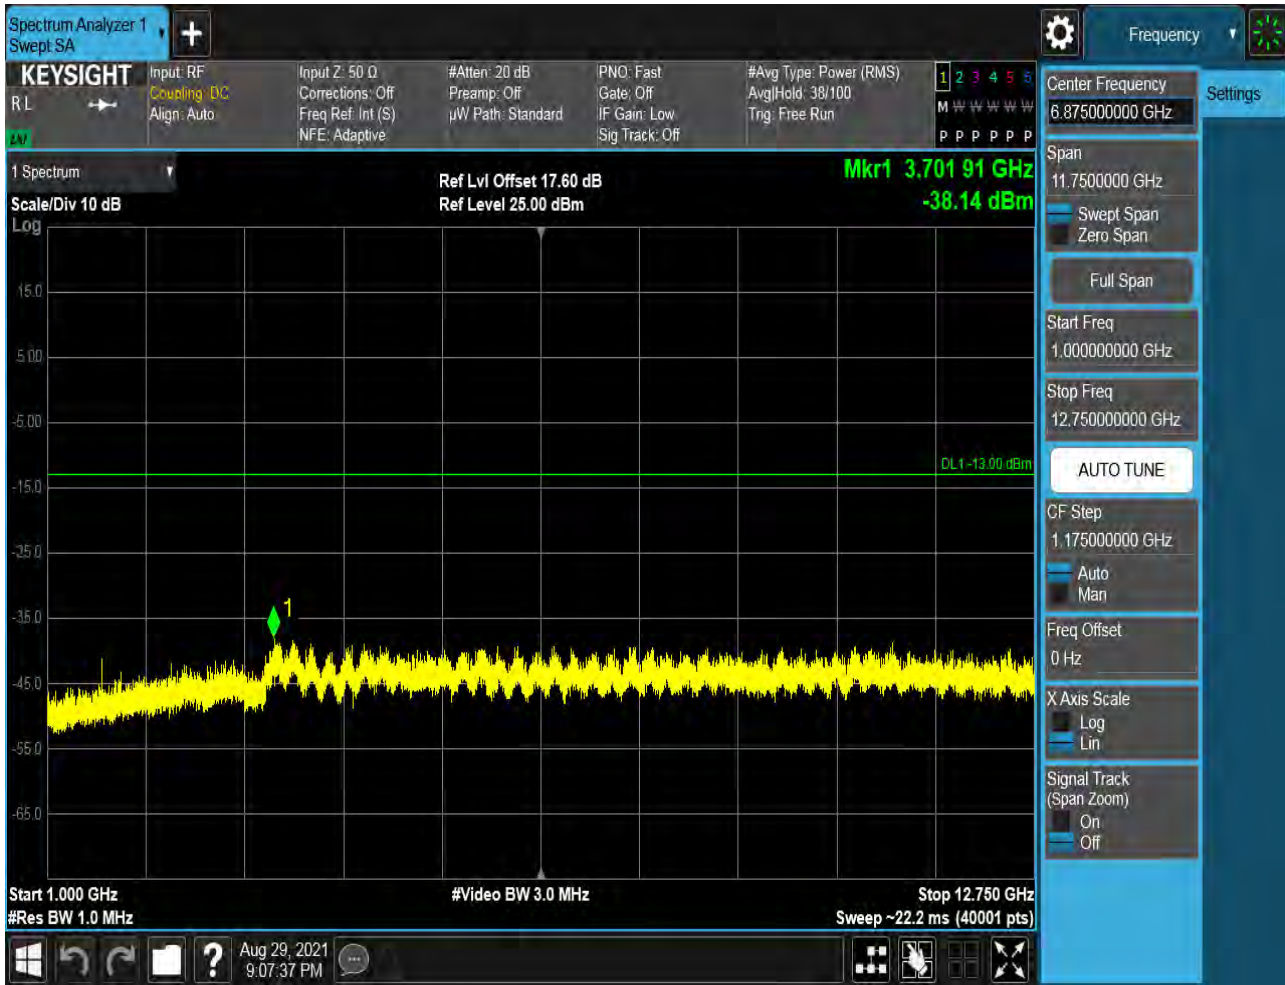 Spectrum Analyzer 1
Swept SA
Frequency
KEYSIGHT
R L
Input: RF
Coupling: DC
Align: Auto
Input Z: 50 Ω
Corrections: Off
Freq Ref: Int (S)
NFE: Adaptive
#Atten: 20 dB
Preamp: Off
µW Path: Standard
PNO: Fast
Gate: Off
IF Gain: Low
Sig Track: Off
#Avg Type: Power (RMS)
Avg|Hold: 38/100
Trig: Free Run
1 2 3 4 5 6
M W W W W W
P P P P P P
1 Spectrum
Scale/Div 10 dB
Ref Lvl Offset 17.60 dB
Ref Level 25.00 dBm
Mkr1 3.701 91 GHz
-38.14 dBm
Log
15.0
5.00
-5.00
DL1 -13.00 dBm
-15.0
-25.0
1
-35.0
-45.0
-55.0
-65.0
Start 1.000 GHz
#Video BW 3.0 MHz
Stop 12.750 GHz
#Res BW 1.0 MHz
Sweep ~22.2 ms (40001 pts)
?
Aug 29, 2021
9:07:37 PM
Center Frequency
6.875000000 GHz
Settings
Span
11.7500000 GHz
Swept Span
Zero Span
Full Span
Start Freq
1.000000000 GHz
Stop Freq
12.750000000 GHz
AUTO TUNE
CF Step
1.175000000 GHz
Auto
Man
Freq Offset
0 Hz
X Axis Scale
Log
Lin
Signal Track
(Span Zoom)
On
Off